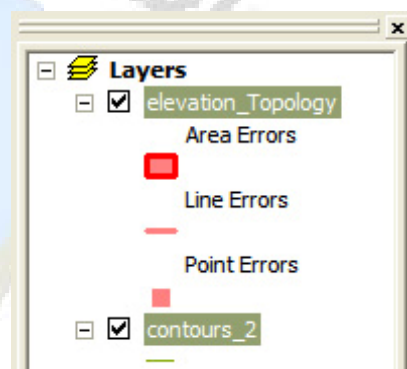 Layers
elevation_Topology
Area Errors
Line Errors
Point Errors
contours_2